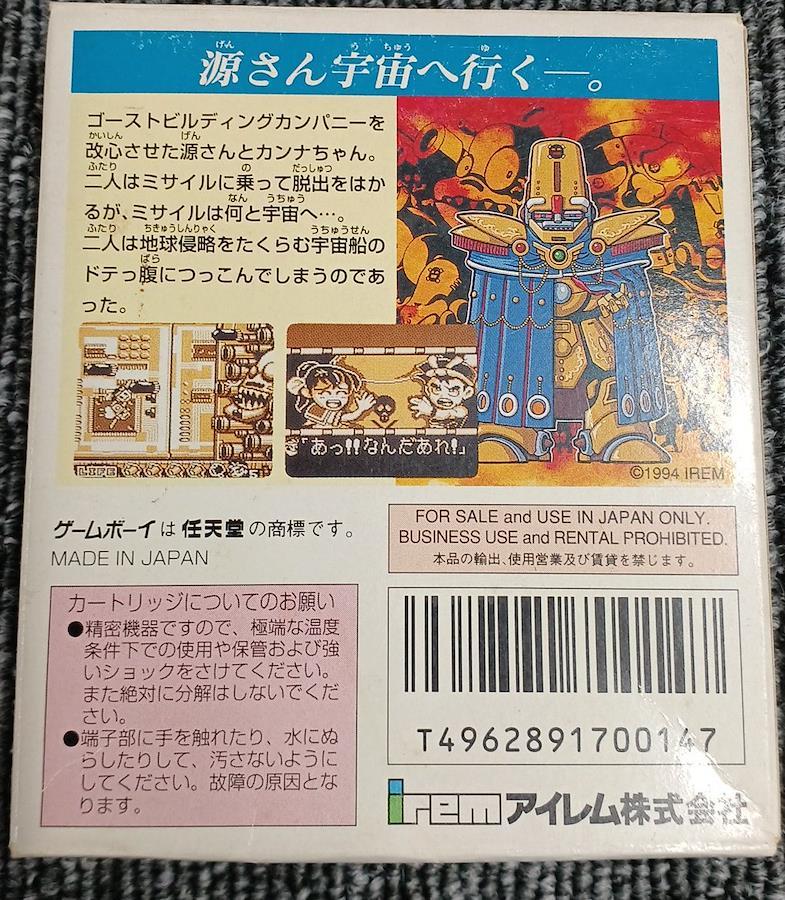 源さん宇宙へ行く―。
ゴーストビルディングカンパニーを
改心させた源さんとカンナちゃん。
二人はミサイルに乗って脱出をはか
るが、ミサイルは何と宇宙へ…。
二人は地球侵略をたくらむ宇宙船の
ドテっ腹につっこんでしまうのであ
った。
LIFE
「あっ!!なんだあれ!」
©1994 IREM
ゲームボーイは任天堂の商標です。
MADE IN JAPAN
FOR SALE and USE IN JAPAN ONLY.
BUSINESS USE and RENTAL PROHIBITED.
本品の輸出、使用営業及び賃貸を禁じます。
カートリッジについてのお願い
●精密機器ですので、極端な温度
条件下での使用や保管および強
いショックをさけてください。
また絶対に分解はしないでくだ
さい。
●端子部に手を触れたり、水にぬ
らしたりして、汚さないように
してください。故障の原因とな
ります。
T4962891700147
irem アイレム株式会社